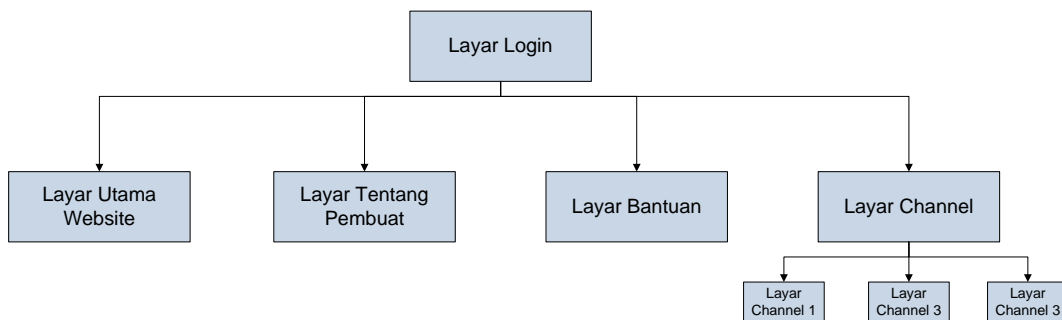 Layar Login
Layar Utama
Website
Layar Tentang
Pembuat
Layar Bantuan
Layar Channel
Layar
Channel 1
Layar
Channel 3
Layar
Channel 3